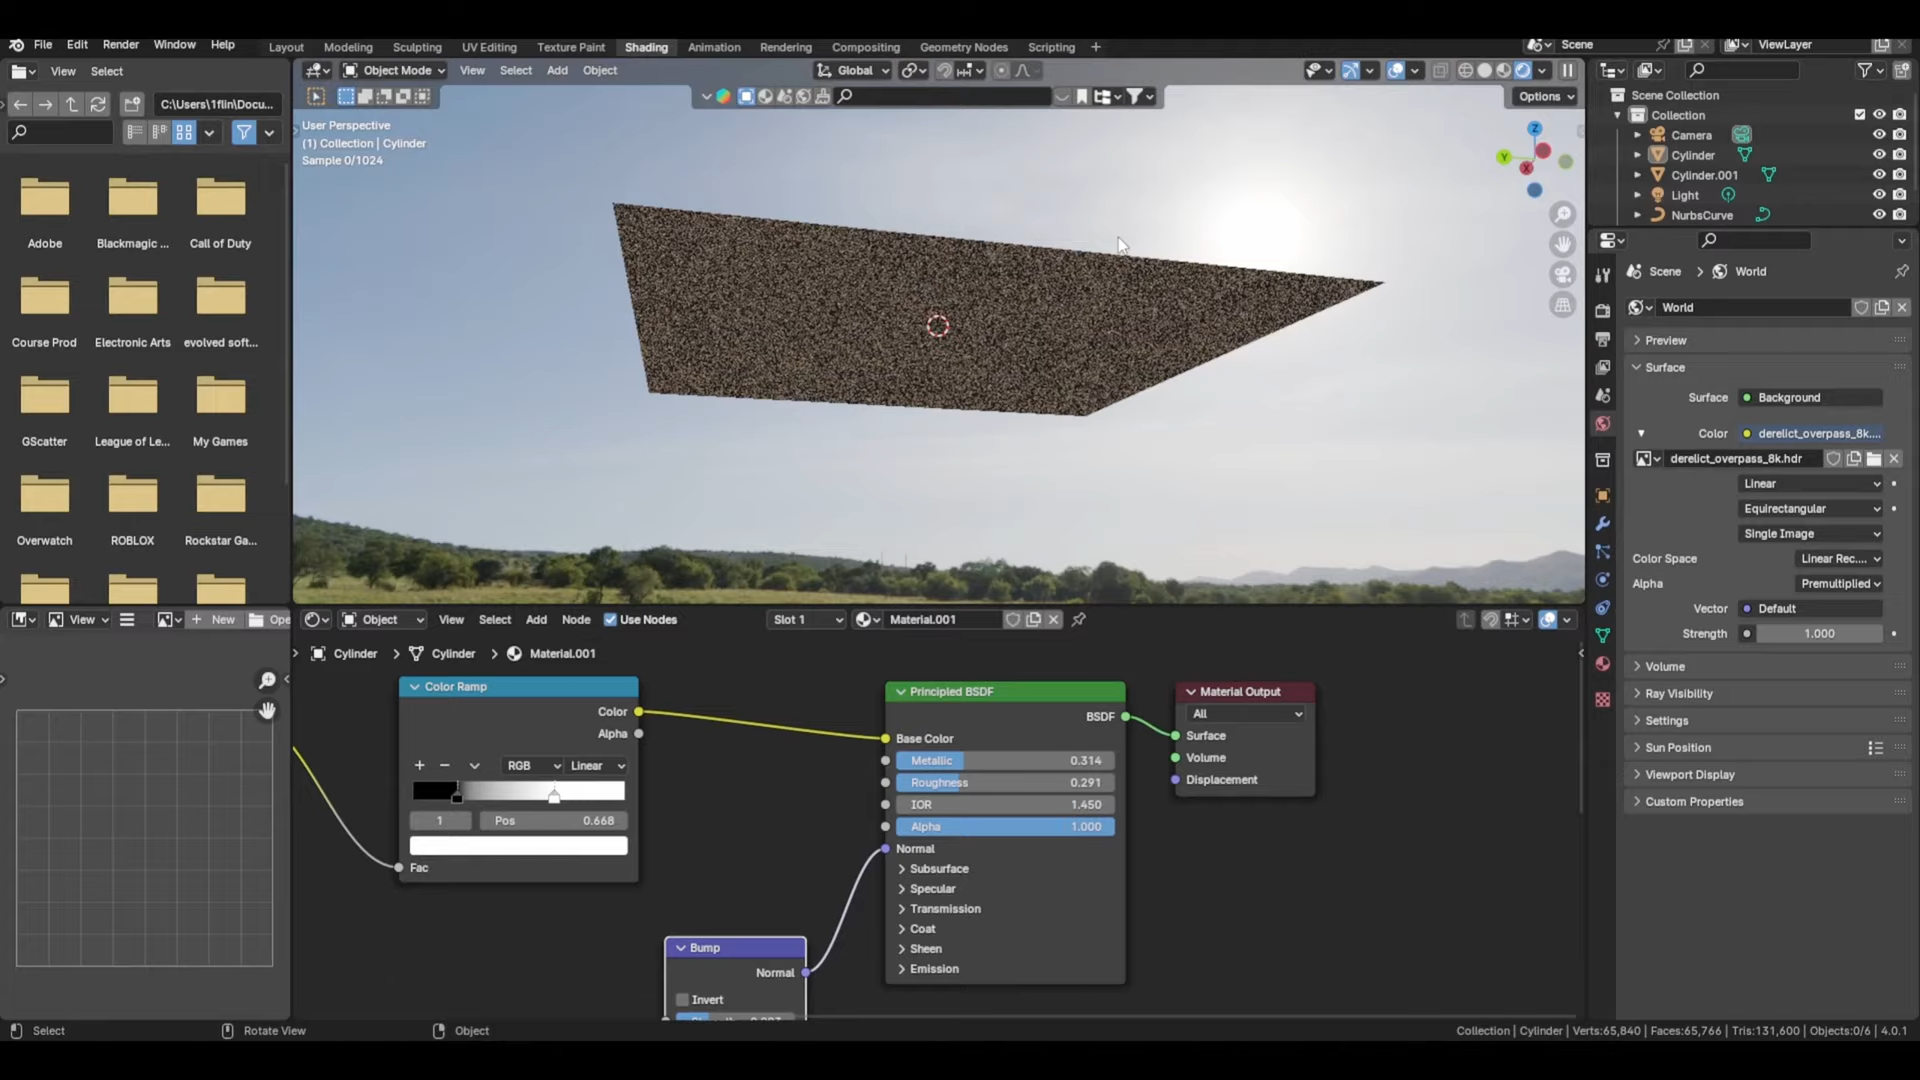 File Edit Render Window Help
Layout Modeling Sculpting UV Editing Texture Paint Shading Animation Rendering Compositing Geometry Nodes Scripting +
Scene
ViewLayer
View Select
C:\Users\1flin\Docu...
Adobe
Blackmagic ...
Call of Duty
Course Prod
Electronic Arts
evolved soft...
GScatter
League of Le...
My Games
Overwatch
ROBLOX
Rockstar Ga...
Object Mode View Select Add Object
Global
Options
User Perspective
(1) Collection | Cylinder
Sample 0/1024
Z
Y
X
Scene Collection
Collection
Camera
Cylinder
Cylinder.001
Light
NurbsCurve
Scene > World
World
Preview
Surface
Surface Background
Color derelict_overpass_8k....
derelict_overpass_8k.hdr
Linear
Equirectangular
Single Image
Color Space Linear Rec....
Alpha Premultiplied
Vector Default
Strength 1.000
Volume
Ray Visibility
Settings
Sun Position
Viewport Display
Custom Properties
View + New Ope
Object View Select Add Node Use Nodes Slot 1 Material.001
Cylinder > Cylinder > Material.001
Color Ramp
Color
Alpha
+ − RGB Linear
1 Pos 0.668
Fac
Principled BSDF
BSDF
Base Color
Metallic 0.314
Roughness 0.291
IOR 1.450
Alpha 1.000
Normal
Subsurface
Specular
Transmission
Coat
Sheen
Emission
Material Output
All
Surface
Volume
Displacement
Bump
Normal
Invert
Select Rotate View Object
Collection | Cylinder | Verts:65,840 | Faces:65,766 | Tris:131,600 | Objects:0/6 | 4.0.1